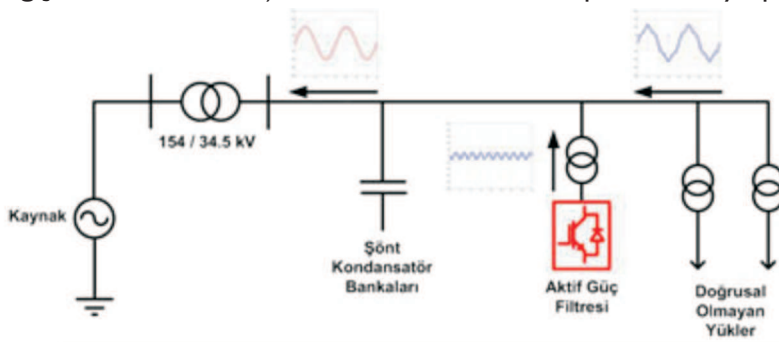 154 / 34.5 kV
Kaynak
Şönt
Kondansatör
Bankaları
Aktif Güç
Filtresi
Doğrusal
Olmayan
Yükler